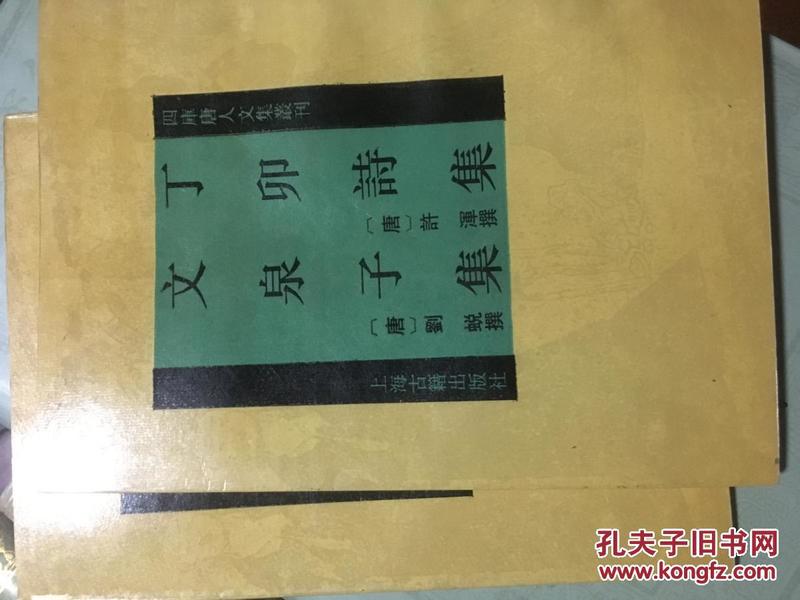 四庫唐人文集叢刊
丁卯詩集
〔唐〕許渾撰
文泉子集
〔唐〕劉蛻撰
上海古籍出版社
孔夫子旧书网
www.kongfz.com